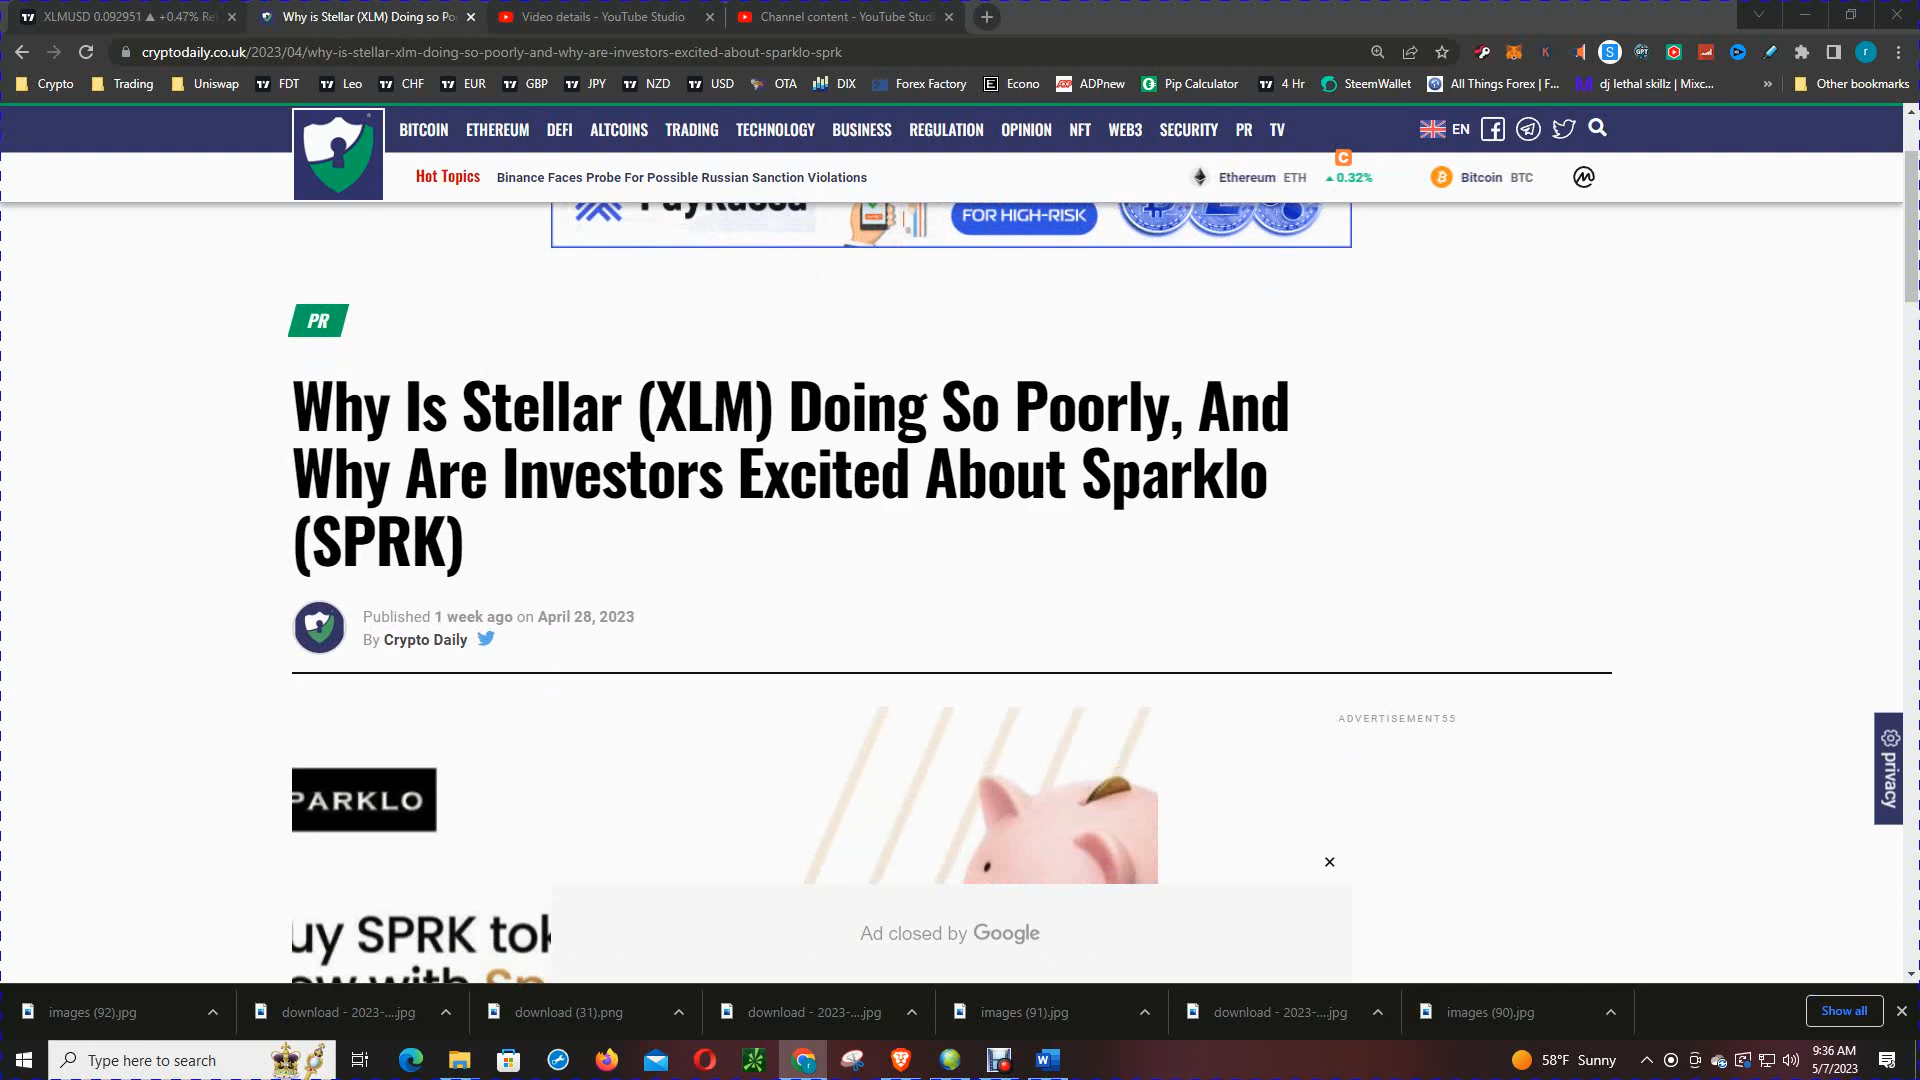 XLMUSD 0.092951 ▲ +0.47% Re
Why is Stellar (XLM) Doing so Po
Video details - YouTube Studio
Channel content - YouTube Studi
cryptodaily.co.uk/2023/04/why-is-stellar-xlm-doing-so-poorly-and-why-are-investors-excited-about-sparklo-sprk
Crypto
Trading
Uniswap
FDT
Leo
CHF
EUR
GBP
JPY
NZD
USD
OTA
DIX
Forex Factory
Econo
ADPnew
Pip Calculator
4 Hr
SteemWallet
All Things Forex | F...
dj lethal skillz | Mixc...
»
Other bookmarks
BITCOIN ETHEREUM DEFI ALTCOINS TRADING TECHNOLOGY BUSINESS REGULATION OPINION NFT WEB3 SECURITY PR TV
EN
Hot Topics
Binance Faces Probe For Possible Russian Sanction Violations
Ethereum ETH
▲0.32%
Bitcoin BTC
FOR HIGH-RISK
PR
Why Is Stellar (XLM) Doing So Poorly, And
Why Are Investors Excited About Sparklo
(SPRK)
Published 1 week ago on April 28, 2023
By Crypto Daily
ADVERTISEMENT55
privacy
PARKLO
uy SPRK tok
Ad closed by Google
images (92).jpg
download - 2023-....jpg
download (31).png
download - 2023-....jpg
images (91).jpg
download - 2023-....jpg
images (90).jpg
Show all
Type here to search
58°F Sunny
9:36 AM
5/7/2023